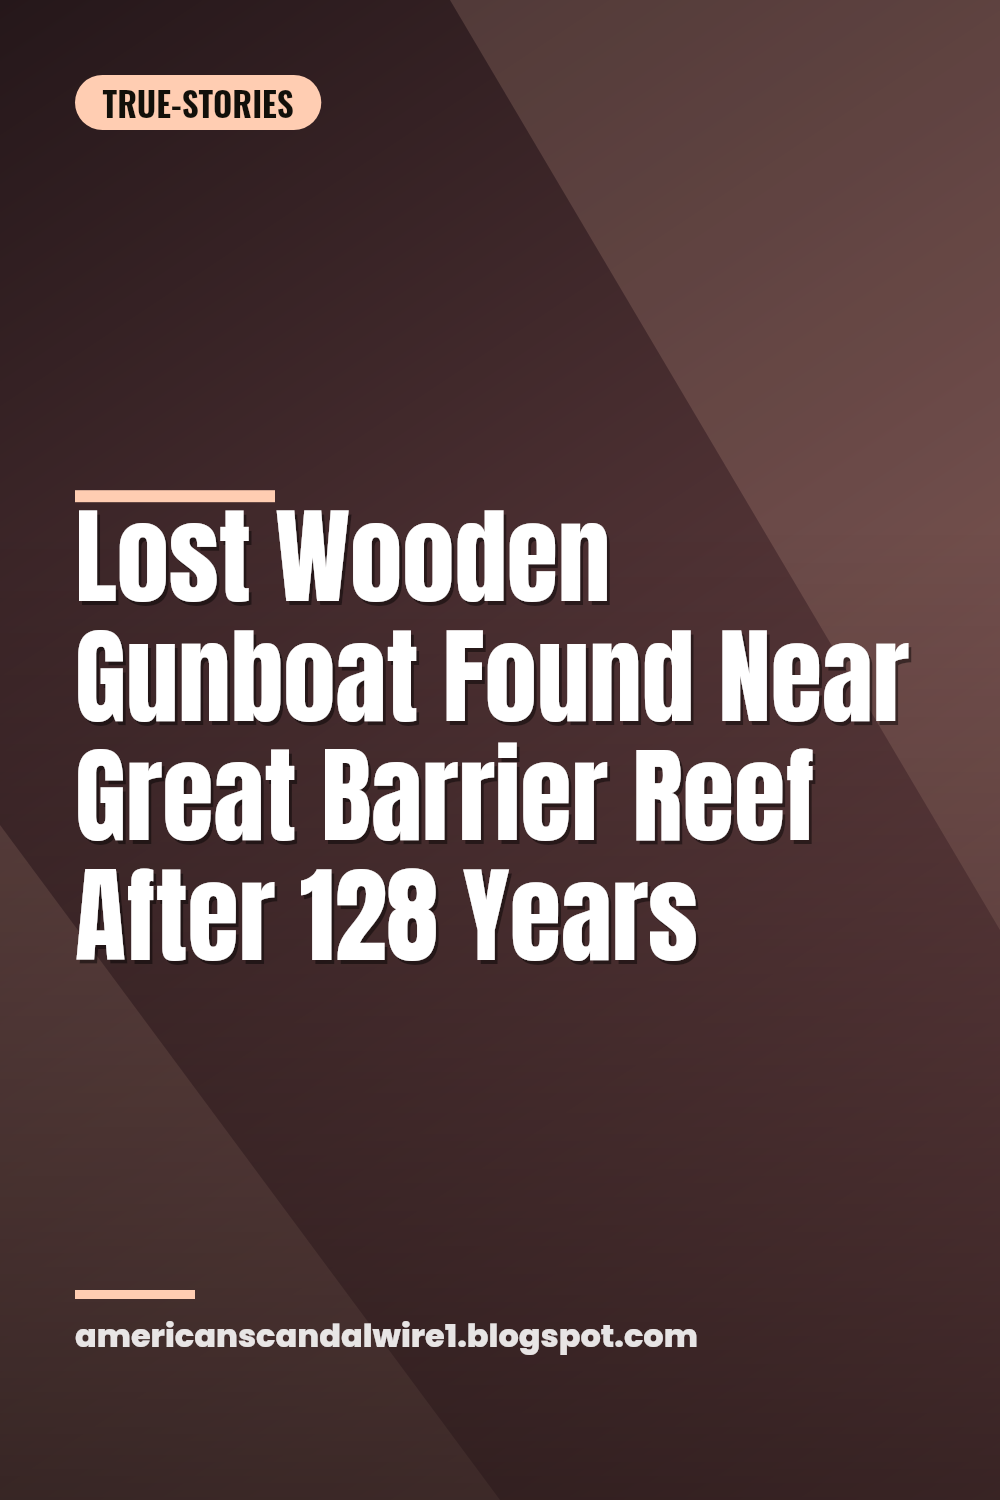 TRUE-STORIES
Lost Wooden
Gunboat Found Near
Great Barrier Reef
After 128 Years
americanscandalwire1.blogspot.com